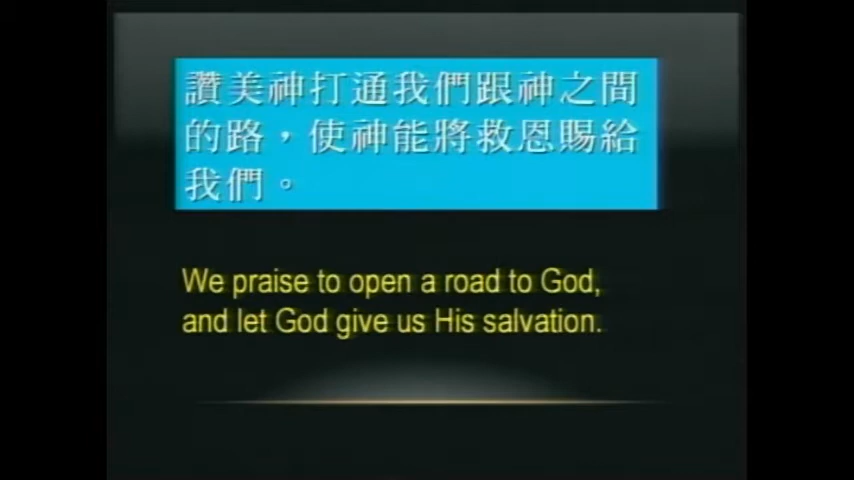 讚美神打通我們跟神之間
的路，使神能將救恩賜給
我們。
We praise to open a road to God,
and let God give us His salvation.